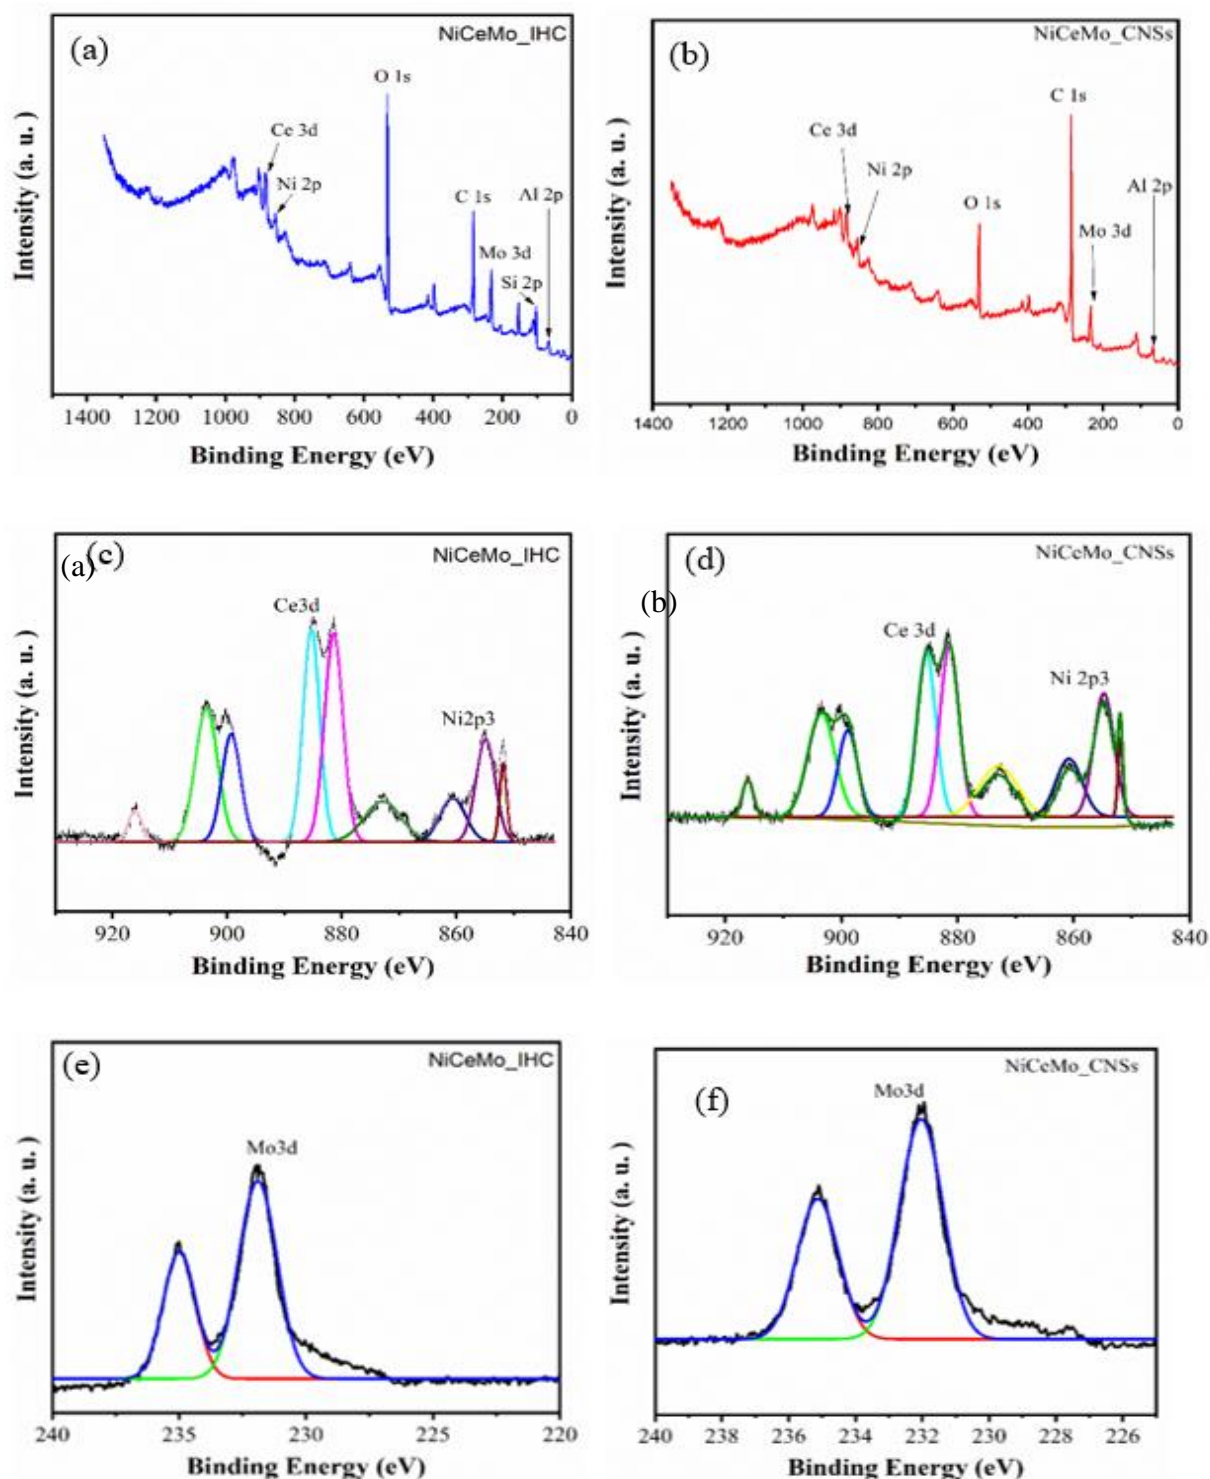 (a)
NiCeMo_IHC
O 1s
Ce 3d
Ni 2p
C 1s
Al 2p
Mo 3d
Si 2p
Intensity (a. u. )
1400 1200 1000 800 600 400 200 0
Binding Energy (eV)
(b)
NiCeMo_CNSs
C 1s
Ce 3d
Ni 2p
Al 2p
O 1s
Mo 3d
Intensity (a. u. )
1400 1200 1000 800 600 400 200 0
Binding Energy (eV)
(a)
(c)
NiCeMo_IHC
Ce3d
Ni2p3
Intensity (a. u. )
920 900 880 860 840
Binding Energy (eV)
(d)
NiCeMo_CNSs
(b)
Ce 3d
Ni 2p3
Intensity (a. u. )
920 900 880 860 840
Binding Energy (eV)
(e)
NiCeMo_IHC
Mo3d
Intensity (a. u. )
240 235 230 225 220
Binding Energy (eV)
NiCeMo_CNSs
(f)
Mo3d
Intensity (a. u. )
240 238 236 234 232 230 228 226
Binding Energy (eV)